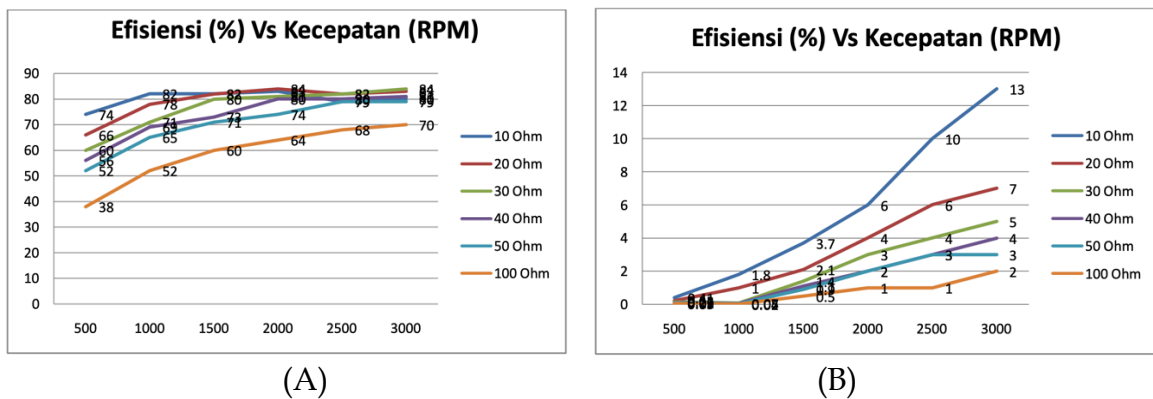 Efisiensi (%) Vs Kecepatan (RPM)
90
80
70
60
50
40
30
20
10
0
74 82 82
66 78 82 84 82
60 71 80
56 69 73 80
52 65 71 74 79 79
38 52 60 64 68 70
500 1000 1500 2000 2500 3000
10 Ohm
20 Ohm
30 Ohm
40 Ohm
50 Ohm
100 Ohm
(A)
Efisiensi (%) Vs Kecepatan (RPM)
14
12
10
8
6
4
2
0
1.8 3.7 6 10 13
1 2.1 4 6 7
3 4 5
4
2 3 3
0.5 1 1 2
500 1000 1500 2000 2500 3000
10 Ohm
20 Ohm
30 Ohm
40 Ohm
50 Ohm
100 Ohm
(B)